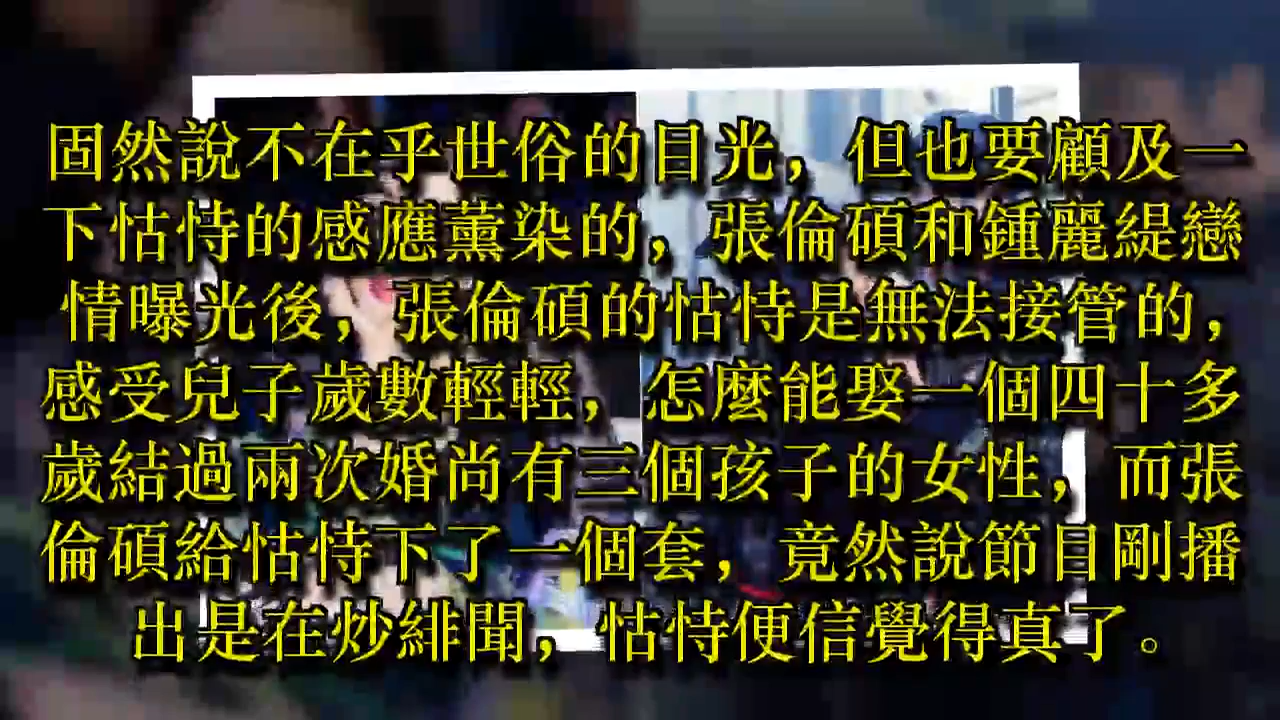 固然說不在乎世俗的目光，但也要顧及一
下怙恃的感應薰染的，張倫碩和鍾麗緹戀
情曝光後，張倫碩的怙恃是無法接管的，
感受兒子歲數輕輕，怎麼能娶一個四十多
歲結過兩次婚尚有三個孩子的女性，而張
倫碩給怙恃下了一個套，竟然說節目剛播
出是在炒緋聞，怙恃便信覺得真了。